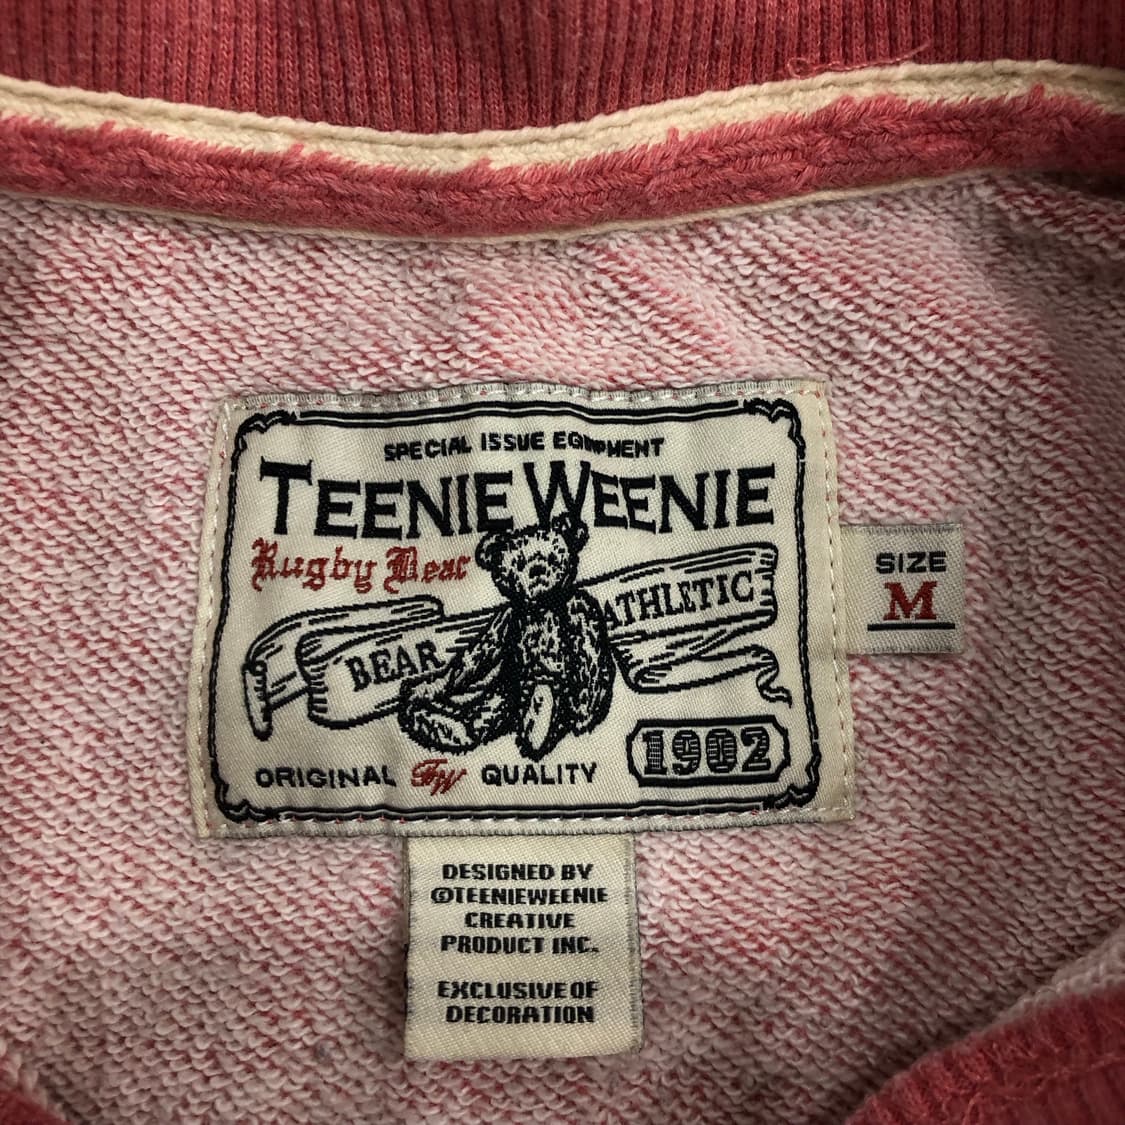 SPECIAL ISSUE EQUIPMENT
TEENIE WEENIE
Rugby Bear
BEAR ATHLETIC
ORIGINAL TW QUALITY
1902
SIZE
M
DESIGNED BY
©TEENIEWEENIE
CREATIVE
PRODUCT INC.
EXCLUSIVE OF
DECORATION